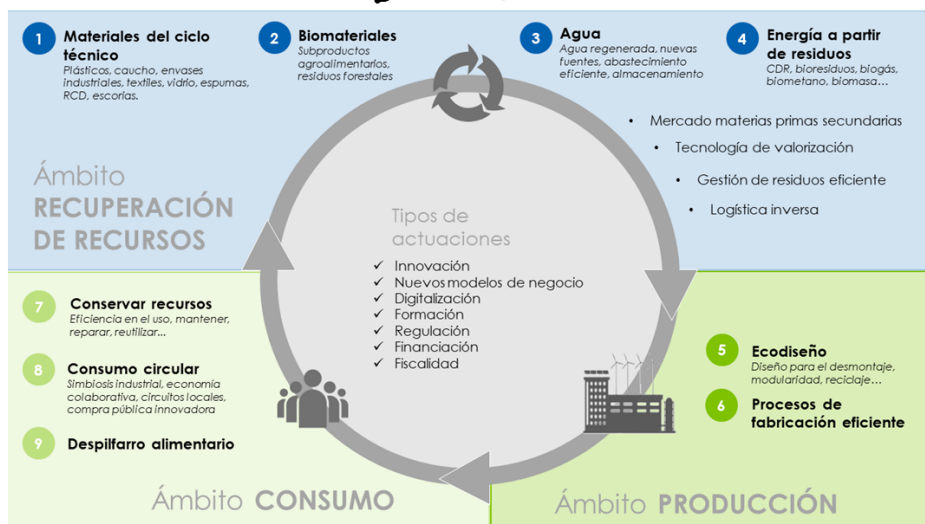 1
Materiales del ciclo
técnico
Plásticos, caucho, envases
industriales, textiles, vidrio, espumas,
RCD, escorias.
2
Biomateriales
Subproductos
agroalimentarios,
residuos forestales
3
Agua
Agua regenerada, nuevas
fuentes, abastecimiento
eficiente, almacenamiento
4
Energía a partir
de residuos
CDR, bioresiduos, biogás,
biometano, biomasa...
• Mercado materias primas secundarias
• Tecnología de valorización
• Gestión de residuos eficiente
• Logística inversa
Ámbito
RECUPERACIÓN
DE RECURSOS
Tipos de
actuaciones
✓ Innovación
✓ Nuevos modelos de negocio
✓ Digitalización
✓ Formación
✓ Regulación
✓ Financiación
✓ Fiscalidad
7
Conservar recursos
Eficiencia en el uso, mantener,
reparar, reutilizar...
8
Consumo circular
Simbiosis industrial, economía
colaborativa, circuitos locales,
compra pública innovadora
9
Despilfarro alimentario
5
Ecodiseño
Diseño para el desmontaje,
modularidad, reciclaje...
6
Procesos de
fabricación eficiente
Ámbito CONSUMO
Ámbito PRODUCCIÓN